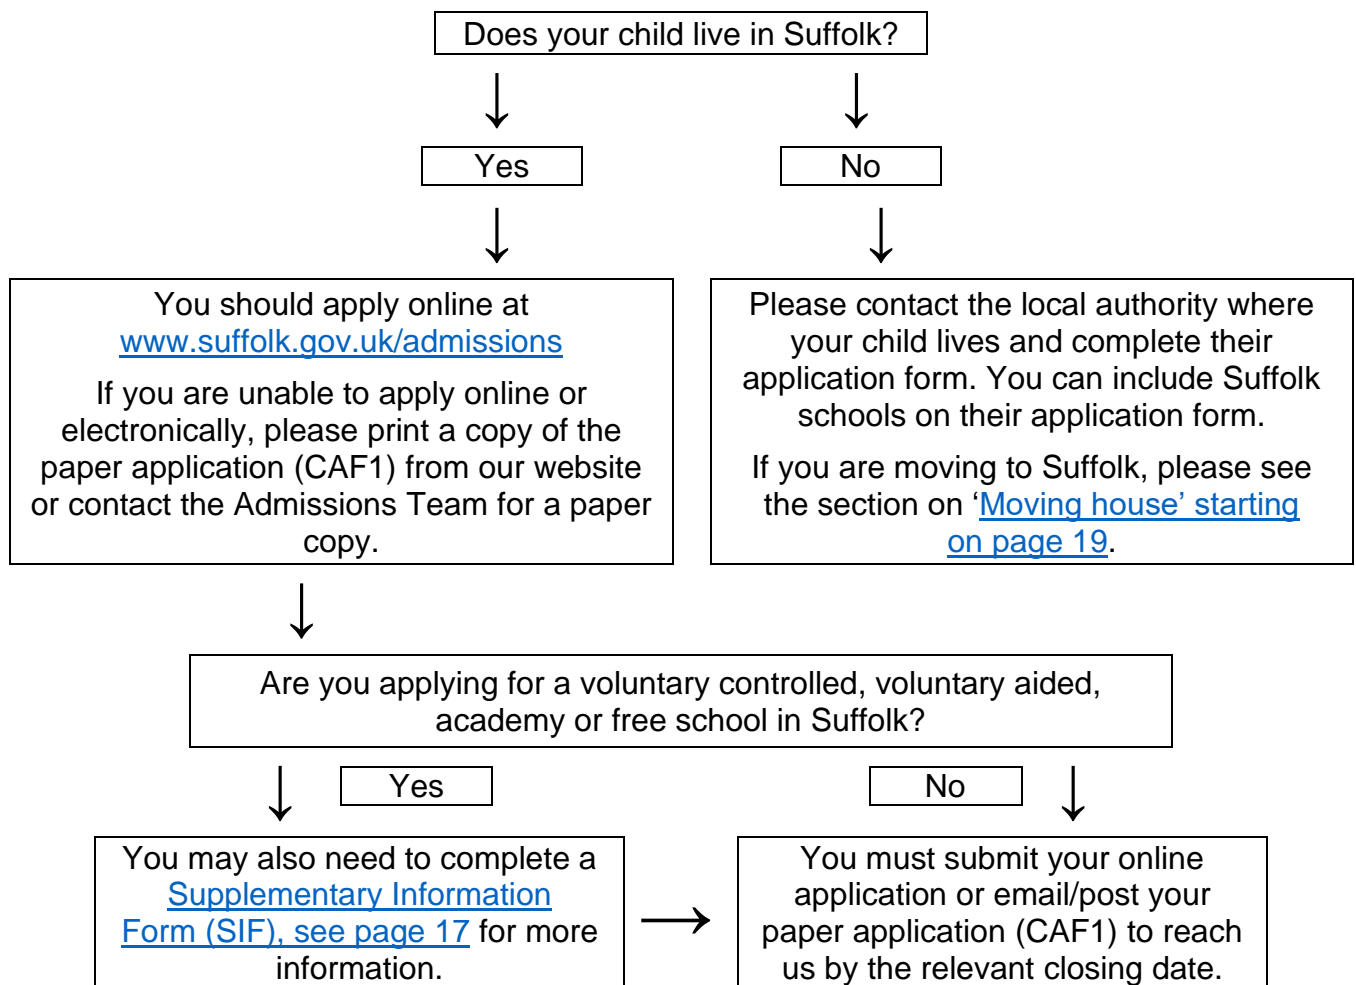 Does your child live in Suffolk?
Yes
No
You should apply online at
www.suffolk.gov.uk/admissions
If you are unable to apply online or
electronically, please print a copy of the
paper application (CAF1) from our website
or contact the Admissions Team for a paper
copy.
Please contact the local authority where
your child lives and complete their
application form. You can include Suffolk
schools on their application form.
If you are moving to Suffolk, please see
the section on ‘Moving house’ starting
on page 19.
Are you applying for a voluntary controlled, voluntary aided,
academy or free school in Suffolk?
Yes
No
You may also need to complete a
Supplementary Information
Form (SIF), see page 17 for more
information.
You must submit your online
application or email/post your
paper application (CAF1) to reach
us by the relevant closing date.